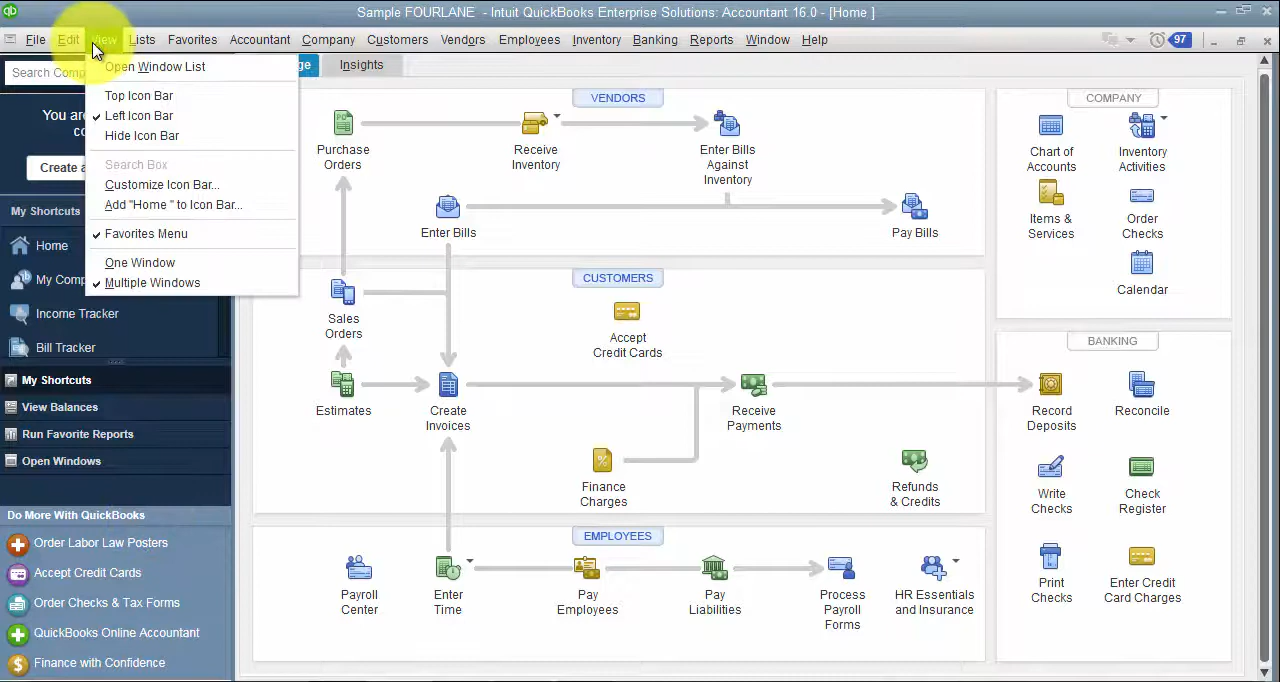 qb
Sample FOURLANE - Intuit QuickBooks Enterprise Solutions: Accountant 16.0 - [Home ]
File Edit View Lists Favorites Accountant Company Customers Vendors Employees Inventory Banking Reports Window Help
97
Search Comp
ge
Insights
Open Window List
Top Icon Bar
Left Icon Bar
Hide Icon Bar
Search Box
Customize Icon Bar...
Add "Home " to Icon Bar...
Favorites Menu
One Window
Multiple Windows
You are
co
Create a
My Shortcuts
Home
My Comp
Income Tracker
Bill Tracker
My Shortcuts
View Balances
Run Favorite Reports
Open Windows
Do More With QuickBooks
Order Labor Law Posters
Accept Credit Cards
Order Checks & Tax Forms
QuickBooks Online Accountant
Finance with Confidence
VENDORS
Purchase
Orders
Receive
Inventory
Enter Bills
Against
Inventory
Enter Bills
Pay Bills
CUSTOMERS
Sales
Orders
Accept
Credit Cards
Estimates
Create
Invoices
Receive
Payments
Finance
Charges
Refunds
& Credits
EMPLOYEES
Payroll
Center
Enter
Time
Pay
Employees
Pay
Liabilities
Process
Payroll
Forms
HR Essentials
and Insurance
COMPANY
Chart of
Accounts
Inventory
Activities
Items &
Services
Order
Checks
Calendar
BANKING
Record
Deposits
Reconcile
Write
Checks
Check
Register
Print
Checks
Enter Credit
Card Charges